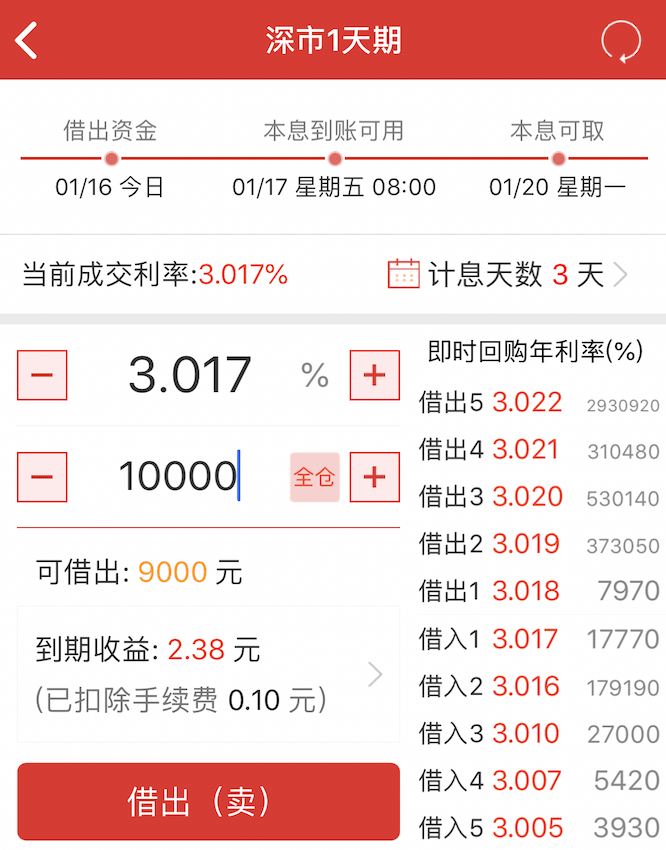 深市1天期
借出资金 本息到账可用 本息可取
01/16 今日 01/17 星期五 08:00 01/20 星期一
当前成交利率:3.017% 计息天数 3 天
3.017 %
10000 全仓
可借出: 9000 元
到期收益: 2.38 元
(已扣除手续费 0.10 元)
借出（卖）
即时回购年利率(%)
借出5 3.022 2930920
借出4 3.021 310480
借出3 3.020 530140
借出2 3.019 373050
借出1 3.018 7970
借入1 3.017 17770
借入2 3.016 179190
借入3 3.010 27000
借入4 3.007 5420
借入5 3.005 3930